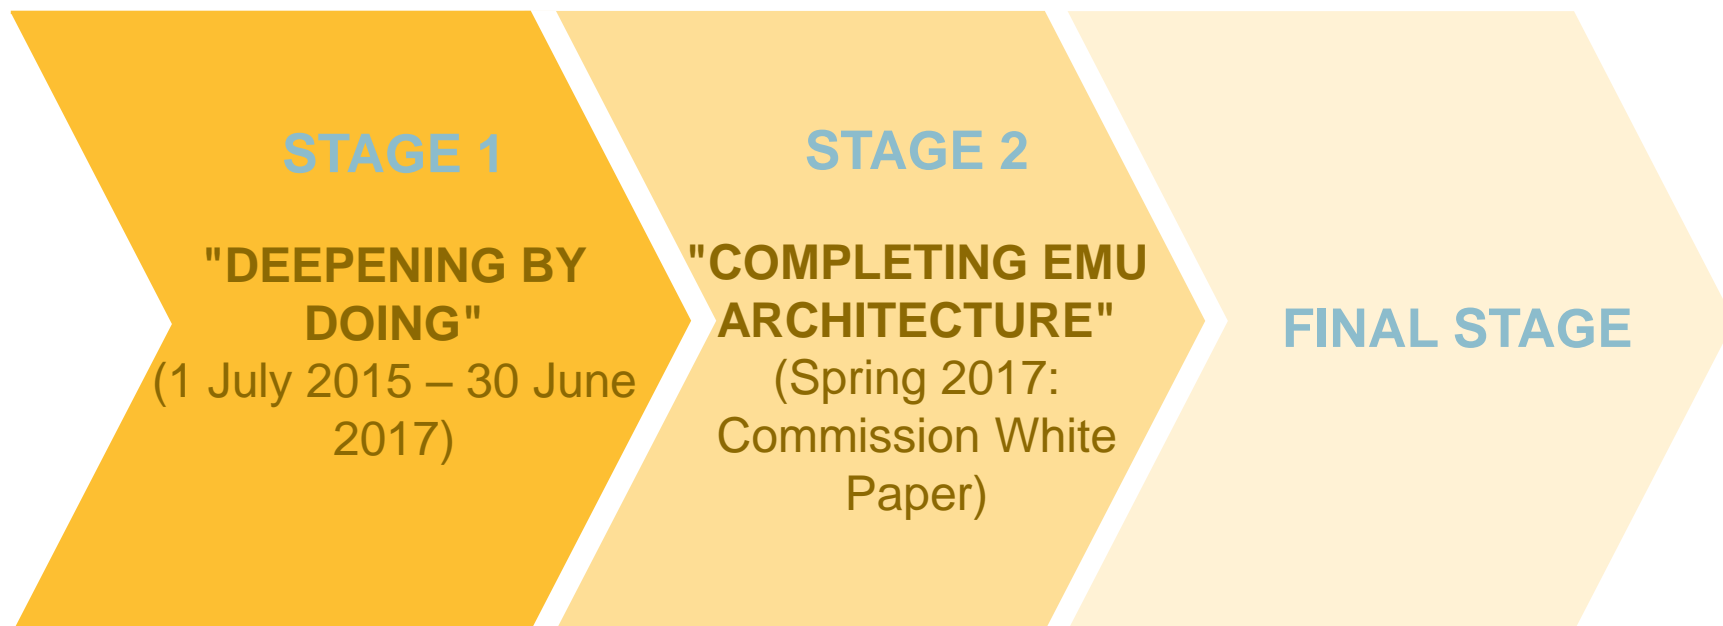 STAGE 1
"DEEPENING BY
DOING"
(1 July 2015 – 30 June
2017)
STAGE 2
"COMPLETING EMU
ARCHITECTURE"
(Spring 2017:
Commission White
Paper)
FINAL STAGE